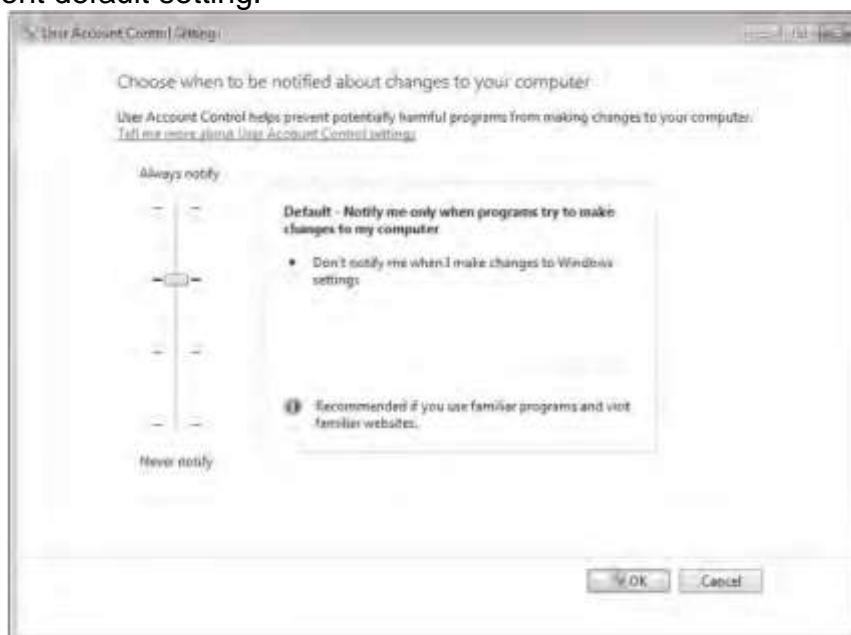 ent default setting.
User Account Control Settings
Choose when to be notified about changes to your computer
User Account Control helps prevent potentially harmful programs from making changes to your computer.
Tell me more about User Account Control settings
Always notify
Default - Notify me only when programs try to make
changes to my computer
• Don't notify me when I make changes to Windows
settings
Recommended if you use familiar programs and visit
familiar websites.
Never notify
OK Cancel